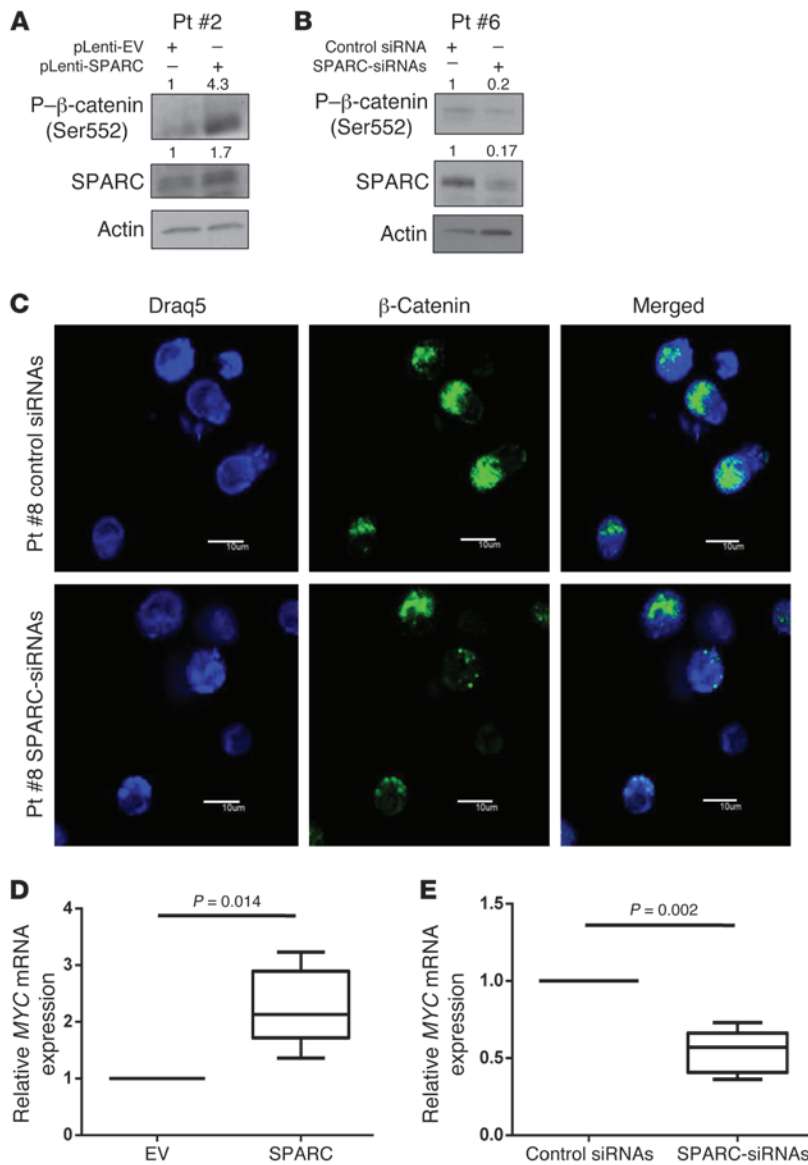 A
Pt #2
pLenti-EV + –
pLenti-SPARC – +
1 4.3
P–β-catenin
(Ser552)
1 1.7
SPARC
Actin
B
Pt #6
Control siRNA + –
SPARC-siRNAs – +
1 0.2
P–β-catenin
(Ser552)
1 0.17
SPARC
Actin
C
Draq5 β-Catenin Merged
Pt #8 control siRNAs
10um 10um 10um
Pt #8 SPARC-siRNAs
10um 10um 10um
D
Relative MYC mRNA
expression
4
3
2
1
0
P = 0.014
EV SPARC
E
Relative MYC mRNA
expression
1.5
1.0
0.5
0.0
P = 0.002
Control siRNAs SPARC-siRNAs